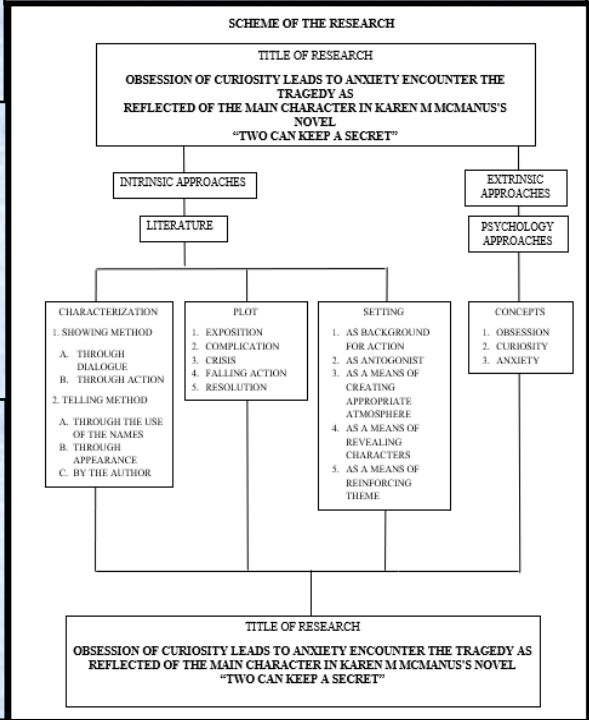 SCHEME OF THE RESEARCH
TITLE OF RESEARCH
OBSESSION OF CURIOSITY LEADS TO ANXIETY ENCOUNTER THE
TRAGEDY AS
REFLECTED OF THE MAIN CHARACTER IN KAREN M MCMANUS'S
NOVEL
“TWO CAN KEEP A SECRET”
INTRINSIC APPROACHES
LITERATURE
EXTRINSIC
APPROACHES
PSYCHOLOGY
APPROACHES
CHARACTERIZATION
1. SHOWING METHOD
A. THROUGH
DIALOGUE
B. THROUGH ACTION
2. TELLING METHOD
A. THROUGH THE USE
OF THE NAMES
B. THROUGH
APPEARANCE
C. BY THE AUTHOR
PLOT
1. EXPOSITION
2. COMPLICATION
3. CRISIS
4. FALLING ACTION
5. RESOLUTION
SETTING
1. AS BACKGROUND
FOR ACTION
2. AS ANTOGONIST
3. AS A MEANS OF
CREATING
APPROPRIATE
ATMOSPHERE
4. AS A MEANS OF
REVEALING
CHARACTERS
5. AS A MEANS OF
REINFORCING
THEME
CONCEPTS
1. OBSESSION
2. CURIOSITY
3. ANXIETY
TITLE OF RESEARCH
OBSESSION OF CURIOSITY LEADS TO ANXIETY ENCOUNTER THE TRAGEDY AS
REFLECTED OF THE MAIN CHARACTER IN KAREN M MCMANUS'S NOVEL
“TWO CAN KEEP A SECRET”